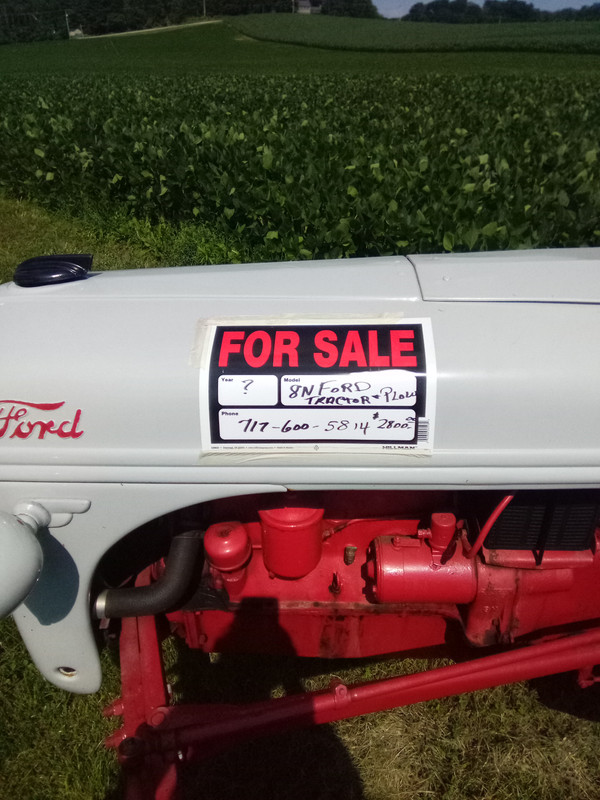 FOR SALE
Year
?
Model
8N FORD
TRACTOR & PLOW
Phone
717-600-5814 $2800.00
HILLMAN
Ford